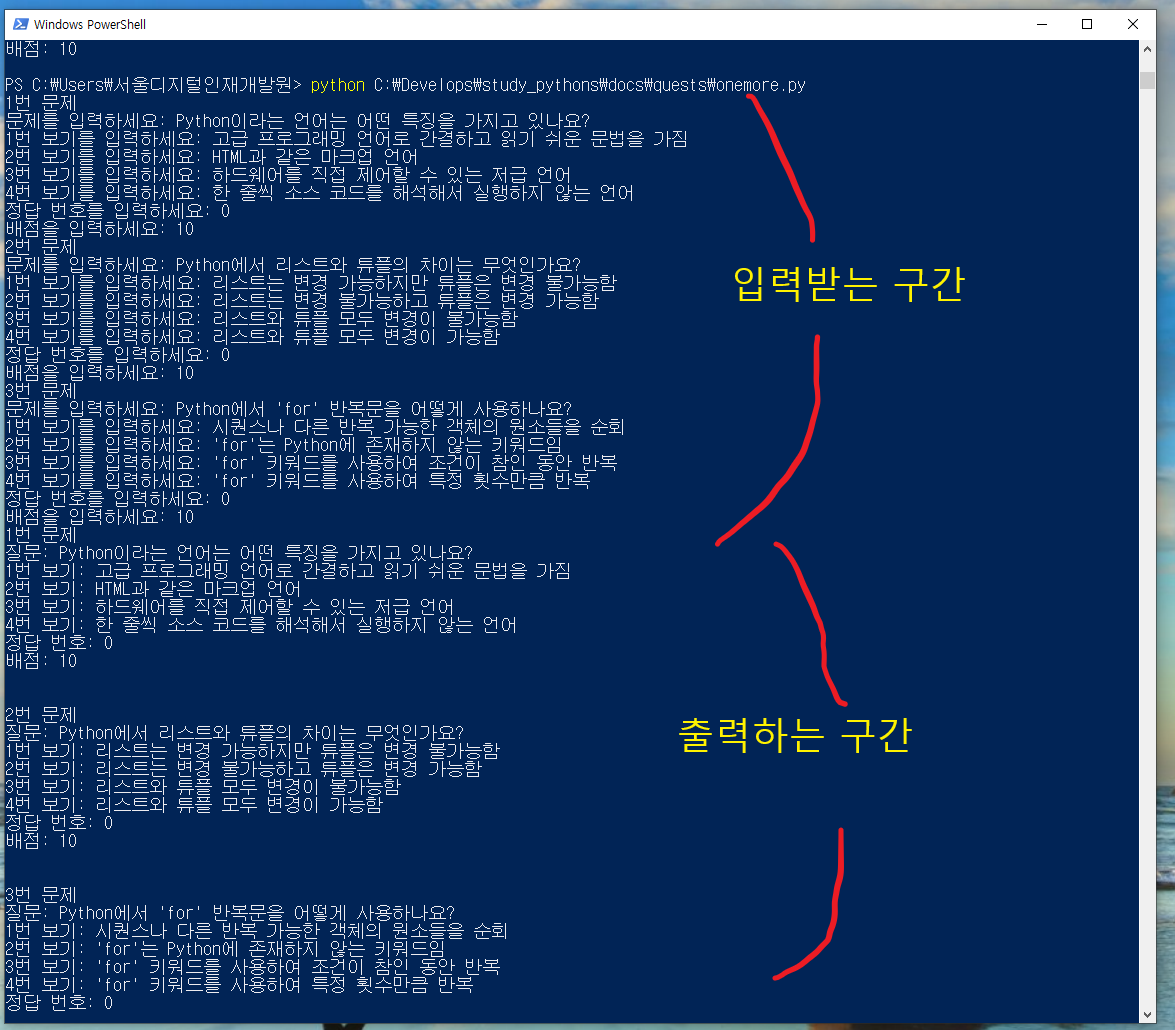 Windows PowerShell
배점: 10
PS C:\Users\서울디지털인재개발원> python C:\Develops\study_pythons\docs\quests\onemore.py
1번 문제
문제를 입력하세요: Python이라는 언어는 어떤 특징을 가지고 있나요?
1번 보기를 입력하세요: 고급 프로그래밍 언어로 간결하고 읽기 쉬운 문법을 가짐
2번 보기를 입력하세요: HTML과 같은 마크업 언어
3번 보기를 입력하세요: 하드웨어를 직접 제어할 수 있는 저급 언어
4번 보기를 입력하세요: 한 줄씩 소스 코드를 해석해서 실행하지 않는 언어
정답 번호를 입력하세요: 0
배점을 입력하세요: 10
2번 문제
문제를 입력하세요: Python에서 리스트와 튜플의 차이는 무엇인가요?
1번 보기를 입력하세요: 리스트는 변경 가능하지만 튜플은 변경 불가능함
2번 보기를 입력하세요: 리스트는 변경 불가능하고 튜플은 변경 가능함
3번 보기를 입력하세요: 리스트와 튜플 모두 변경이 불가능함
4번 보기를 입력하세요: 리스트와 튜플 모두 변경이 가능함
정답 번호를 입력하세요: 0
배점을 입력하세요: 10
3번 문제
문제를 입력하세요: Python에서 'for' 반복문을 어떻게 사용하나요?
1번 보기를 입력하세요: 시퀀스나 다른 반복 가능한 객체의 원소들을 순회
2번 보기를 입력하세요: 'for'는 Python에 존재하지 않는 키워드임
3번 보기를 입력하세요: 'for' 키워드를 사용하여 조건이 참인 동안 반복
4번 보기를 입력하세요: 'for' 키워드를 사용하여 특정 횟수만큼 반복
정답 번호를 입력하세요: 0
배점을 입력하세요: 10
입력받는 구간
1번 문제
질문: Python이라는 언어는 어떤 특징을 가지고 있나요?
1번 보기: 고급 프로그래밍 언어로 간결하고 읽기 쉬운 문법을 가짐
2번 보기: HTML과 같은 마크업 언어
3번 보기: 하드웨어를 직접 제어할 수 있는 저급 언어
4번 보기: 한 줄씩 소스 코드를 해석해서 실행하지 않는 언어
정답 번호: 0
배점: 10
2번 문제
질문: Python에서 리스트와 튜플의 차이는 무엇인가요?
1번 보기: 리스트는 변경 가능하지만 튜플은 변경 불가능함
2번 보기: 리스트는 변경 불가능하고 튜플은 변경 가능함
3번 보기: 리스트와 튜플 모두 변경이 불가능함
4번 보기: 리스트와 튜플 모두 변경이 가능함
정답 번호: 0
배점: 10
3번 문제
질문: Python에서 'for' 반복문을 어떻게 사용하나요?
1번 보기: 시퀀스나 다른 반복 가능한 객체의 원소들을 순회
2번 보기: 'for'는 Python에 존재하지 않는 키워드임
3번 보기: 'for' 키워드를 사용하여 조건이 참인 동안 반복
4번 보기: 'for' 키워드를 사용하여 특정 횟수만큼 반복
정답 번호: 0
출력하는 구간